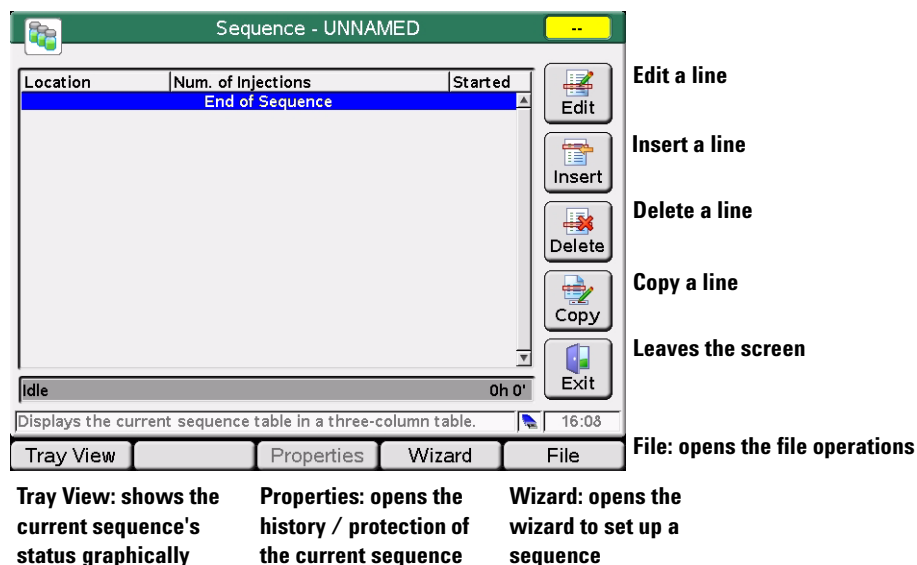 Sequence - UNNAMED
--
Location Num. of Injections Started
End of Sequence
Edit
Edit a line
Insert
Insert a line
Delete
Delete a line
Copy
Copy a line
Exit
Leaves the screen
Idle 0h 0'
Displays the current sequence table in a three-column table. 16:08
Tray View Properties Wizard File
File: opens the file operations
Tray View: shows the
current sequence's
status graphically
Properties: opens the
history / protection of
the current sequence
Wizard: opens the
wizard to set up a
sequence